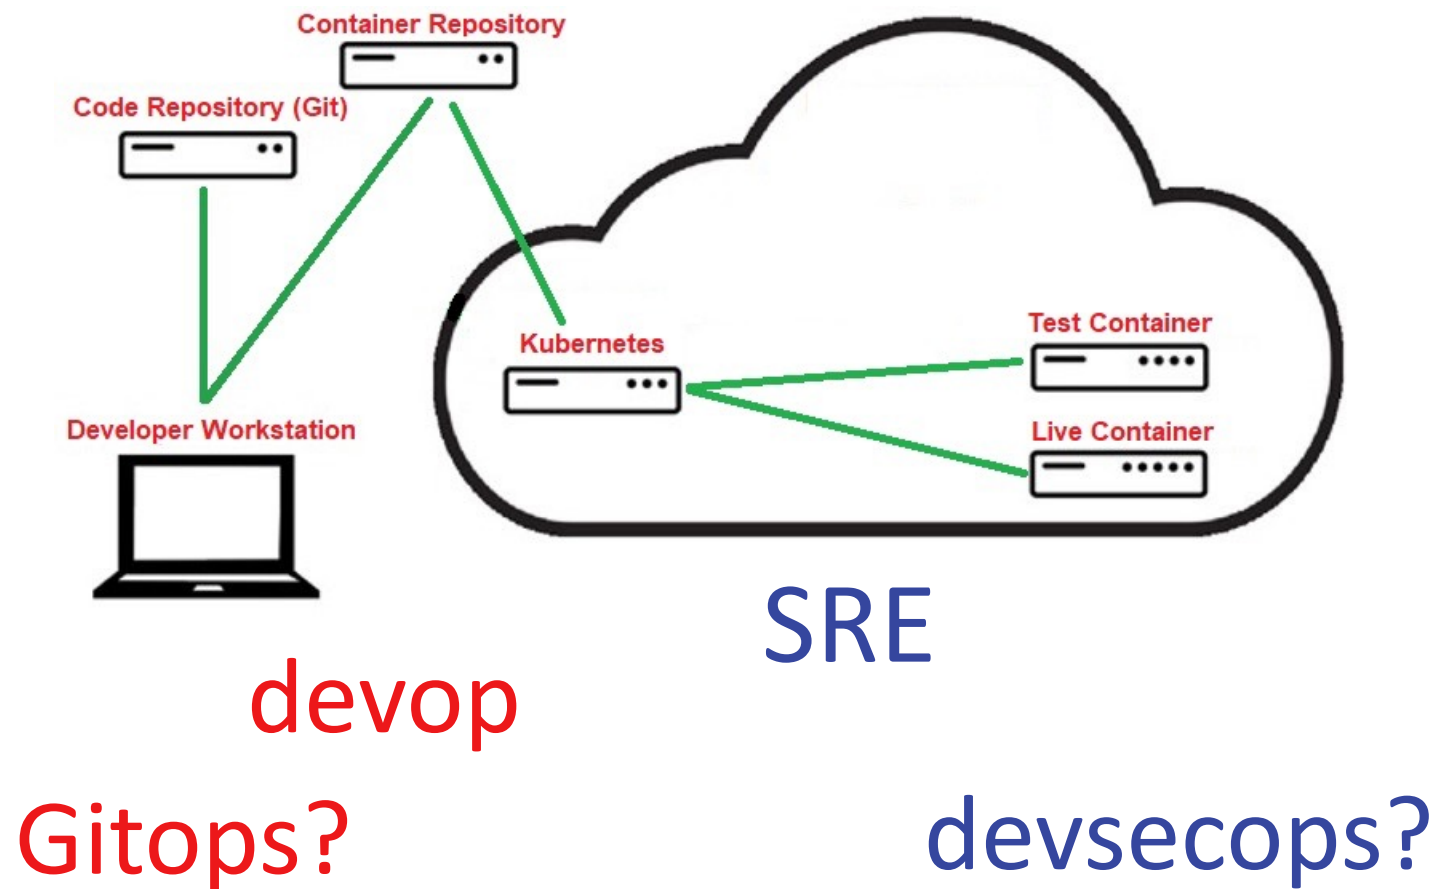 Container Repository
Code Repository (Git)
Test Container
Kubernetes
Developer Workstation
Live Container
SRE
devop
Gitops?
devsecops?